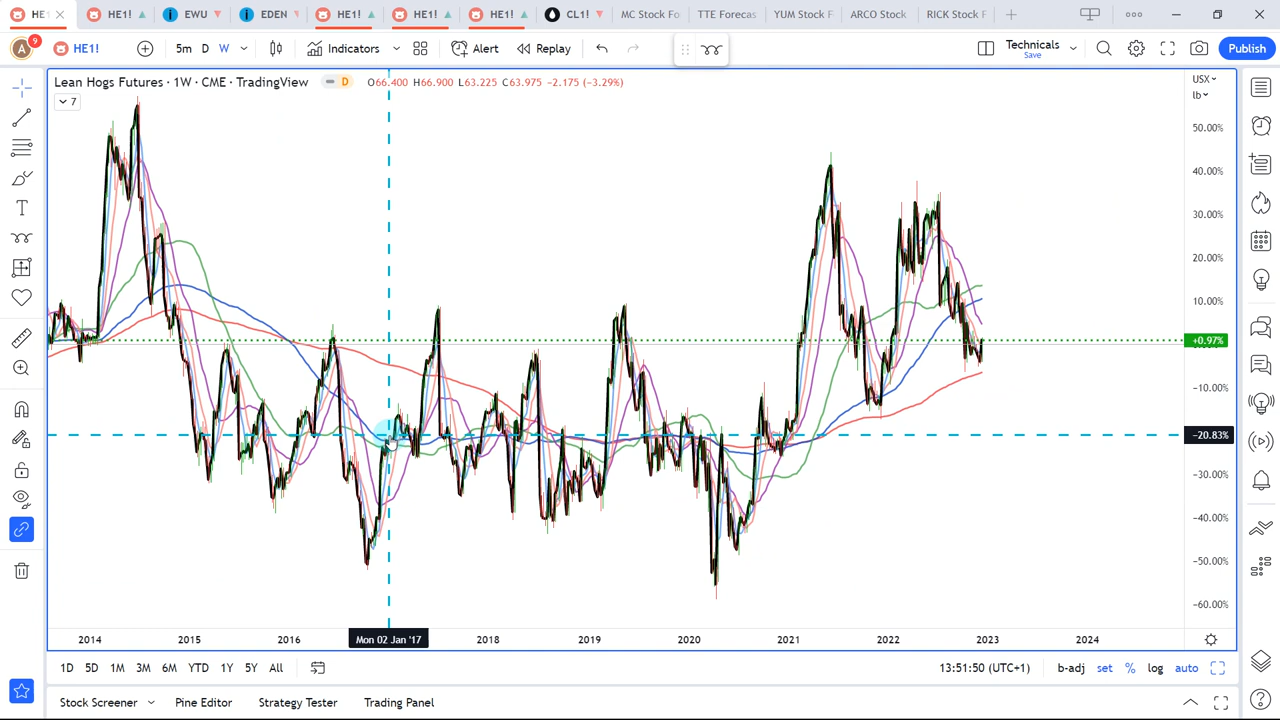 HE1!
HE1!
EWU
EDEN
HE1!
HE1!
HE1!
CL1!
MC Stock Fo
TTE Forecas
YUM Stock
ARCO Stock
RICK Stock
A
9
HE1!
5m
D
W
Indicators
Alert
Replay
Technicals
Save
Publish
Lean Hogs Futures · 1W · CME · TradingView
D
O66.400 H66.900 L63.225 C63.975 −2.175 (−3.29%)
7
USX
lb
50.00%
40.00%
30.00%
20.00%
10.00%
+0.97%
−10.00%
−20.83%
−30.00%
−40.00%
−50.00%
−60.00%
2014
2015
2016
Mon 02 Jan '17
2018
2019
2020
2021
2022
2023
2024
1D
5D
1M
3M
6M
YTD
1Y
5Y
All
13:51:50 (UTC+1)
b-adj
set
%
log
auto
Stock Screener
Pine Editor
Strategy Tester
Trading Panel